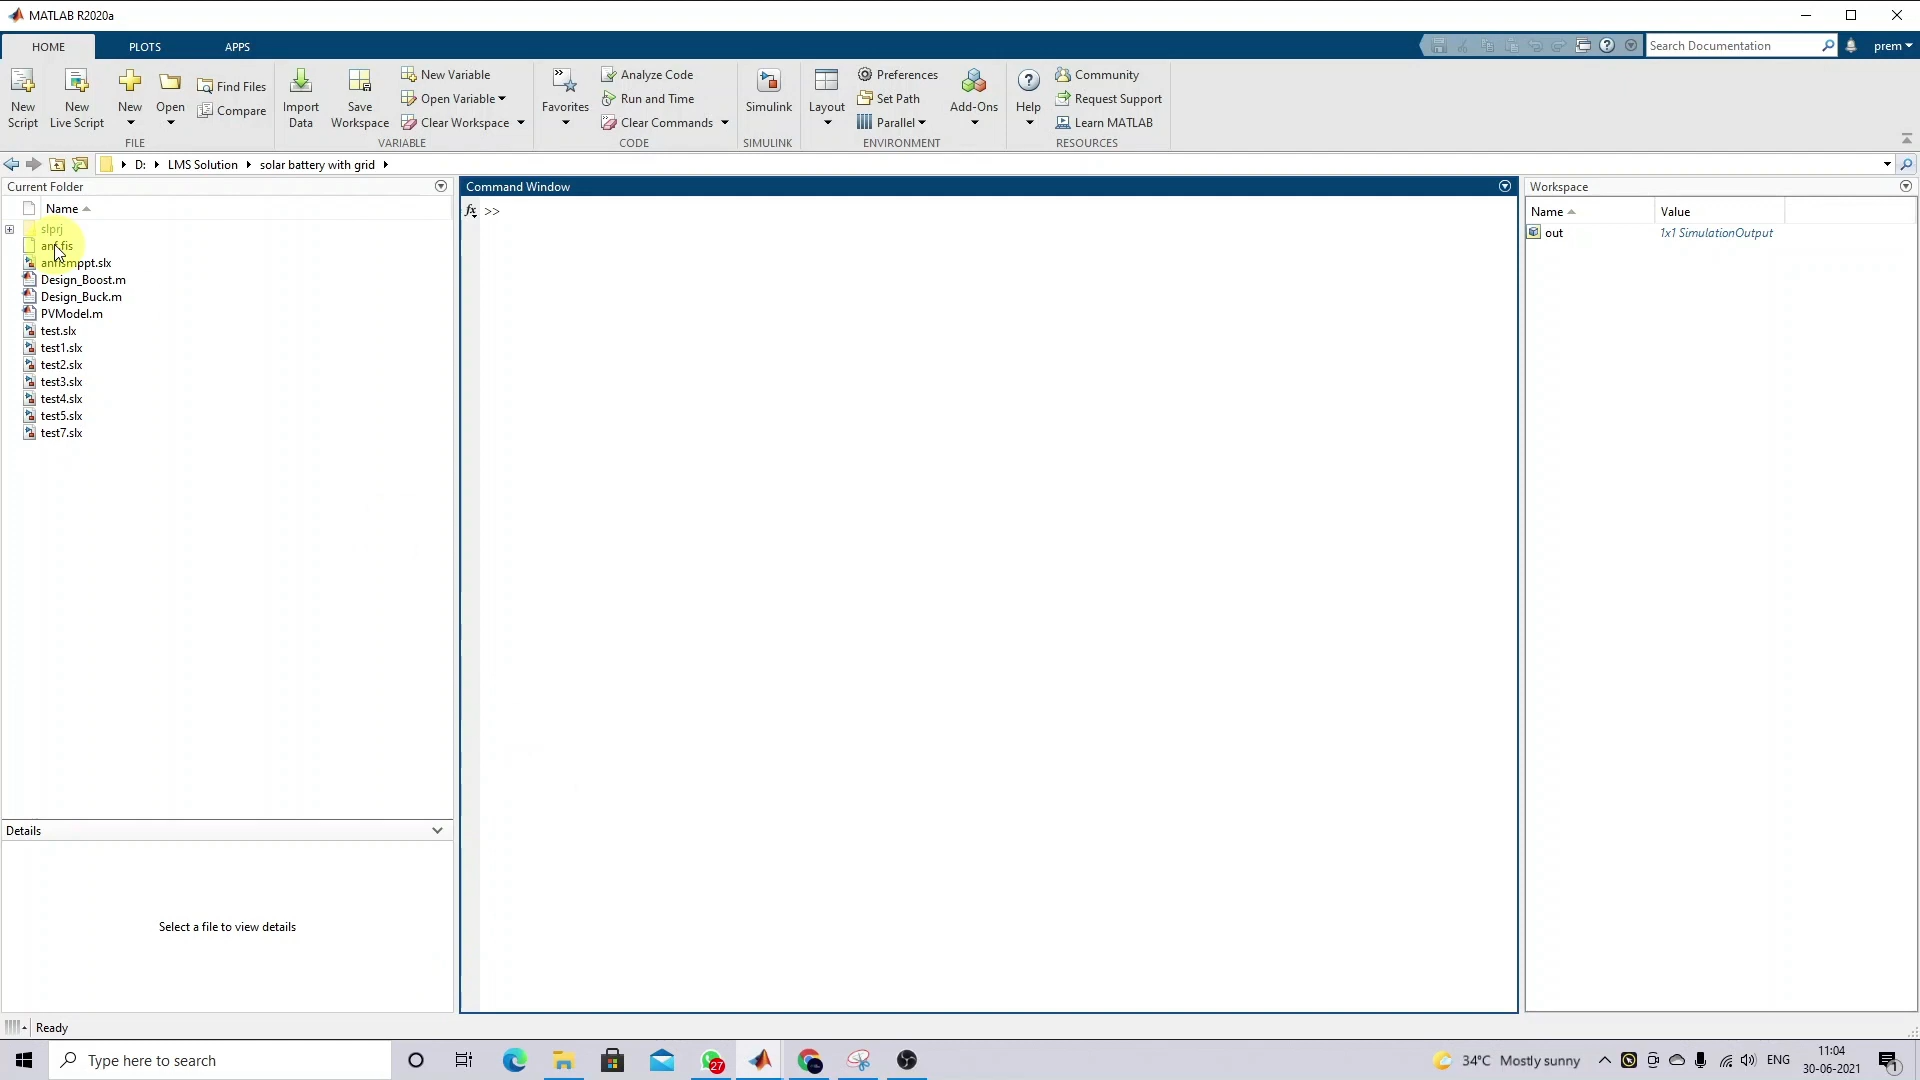 MATLAB R2020a
HOME PLOTS APPS
Search Documentation
prem
New Script
New Live Script
New
Open
Find Files
Compare
FILE
Import Data
Save Workspace
New Variable
Open Variable
Clear Workspace
VARIABLE
Favorites
Analyze Code
Run and Time
Clear Commands
CODE
Simulink
SIMULINK
Layout
Preferences
Set Path
Parallel
Add-Ons
ENVIRONMENT
Help
Community
Request Support
Learn MATLAB
RESOURCES
D: LMS Solution solar battery with grid
Current Folder
Name
slprj
anfismppt.slx
Design_Boost.m
Design_Buck.m
PVModel.m
test.slx
test1.slx
test2.slx
test3.slx
test4.slx
test5.slx
test7.slx
Details
Select a file to view details
Command Window
fx >>
Workspace
Name Value
out 1x1 SimulationOutput
Ready
Type here to search
27
34°C Mostly sunny
ENG
11:04
30-06-2021
1